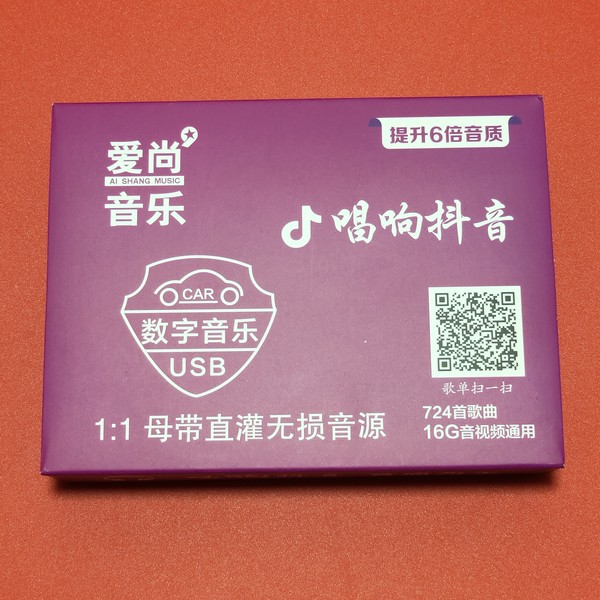 爱尚
AI SHANG MUSIC
音乐
提升6倍音质
唱响抖音
CAR
数字音乐
USB
歌单扫一扫
1:1 母带直灌无损音源
724首歌曲
16G音视频通用